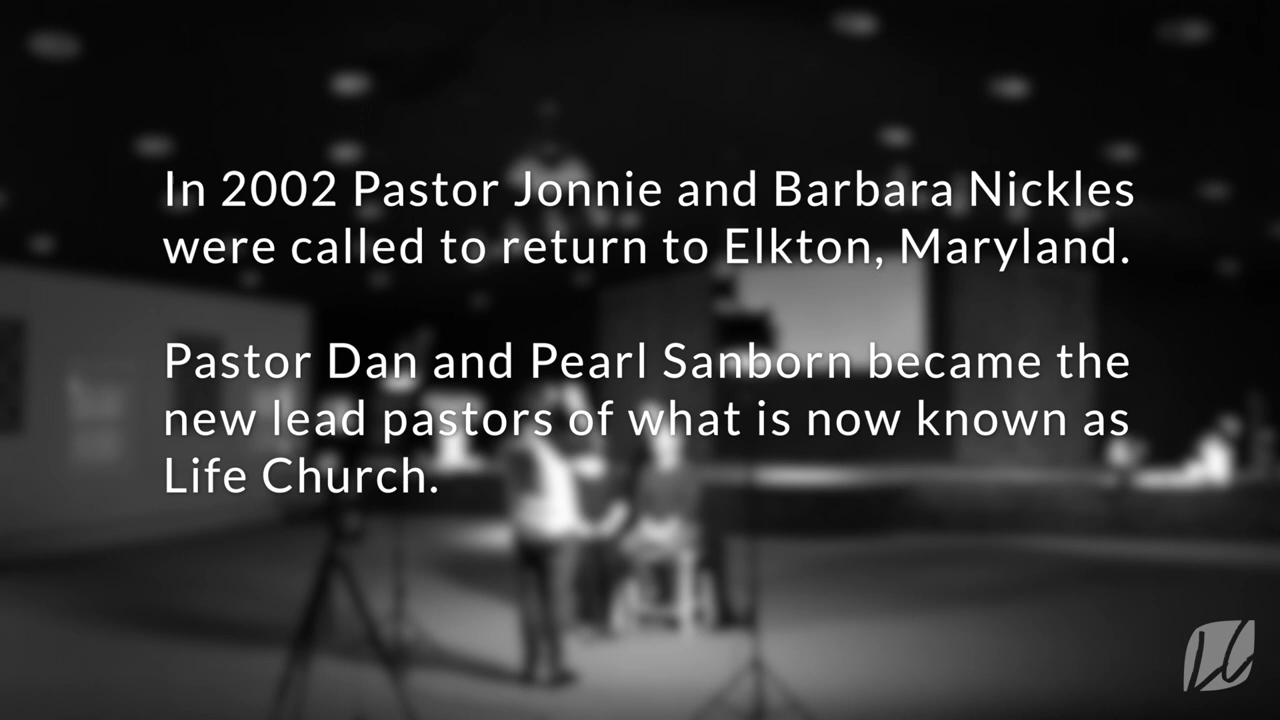 In 2002 Pastor Jonnie and Barbara Nickles
were called to return to Elkton, Maryland.
Pastor Dan and Pearl Sanborn became the
new lead pastors of what is now known as
Life Church.